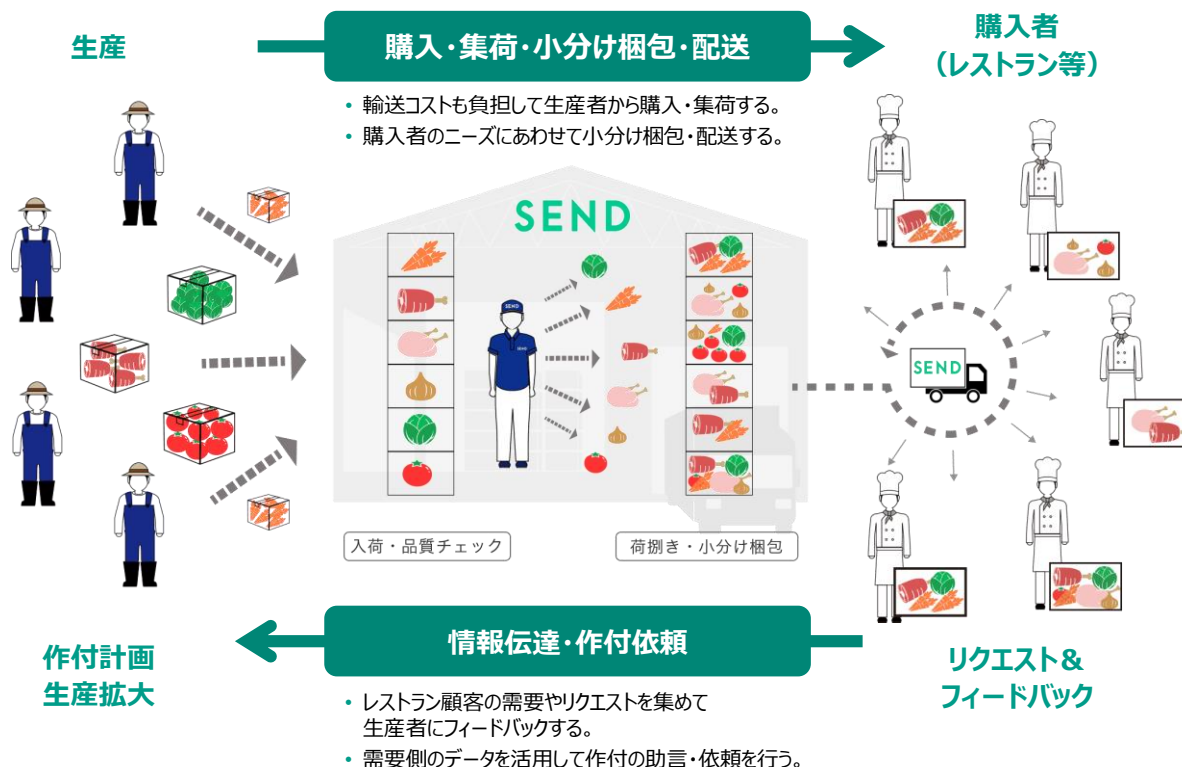 生産
購入・集荷・小分け梱包・配送
購入者
（レストラン等）
• 輸送コストも負担して生産者から購入・集荷する。
• 購入者のニーズにあわせて小分け梱包・配送する。
SEND
SEND
SEND
入荷・品質チェック
荷捌き・小分け梱包
作付計画
生産拡大
情報伝達・作付依頼
リクエスト＆
フィードバック
• レストラン顧客の需要やリクエストを集めて
生産者にフィードバックする。
• 需要側のデータを活用して作付の助言・依頼を行う。